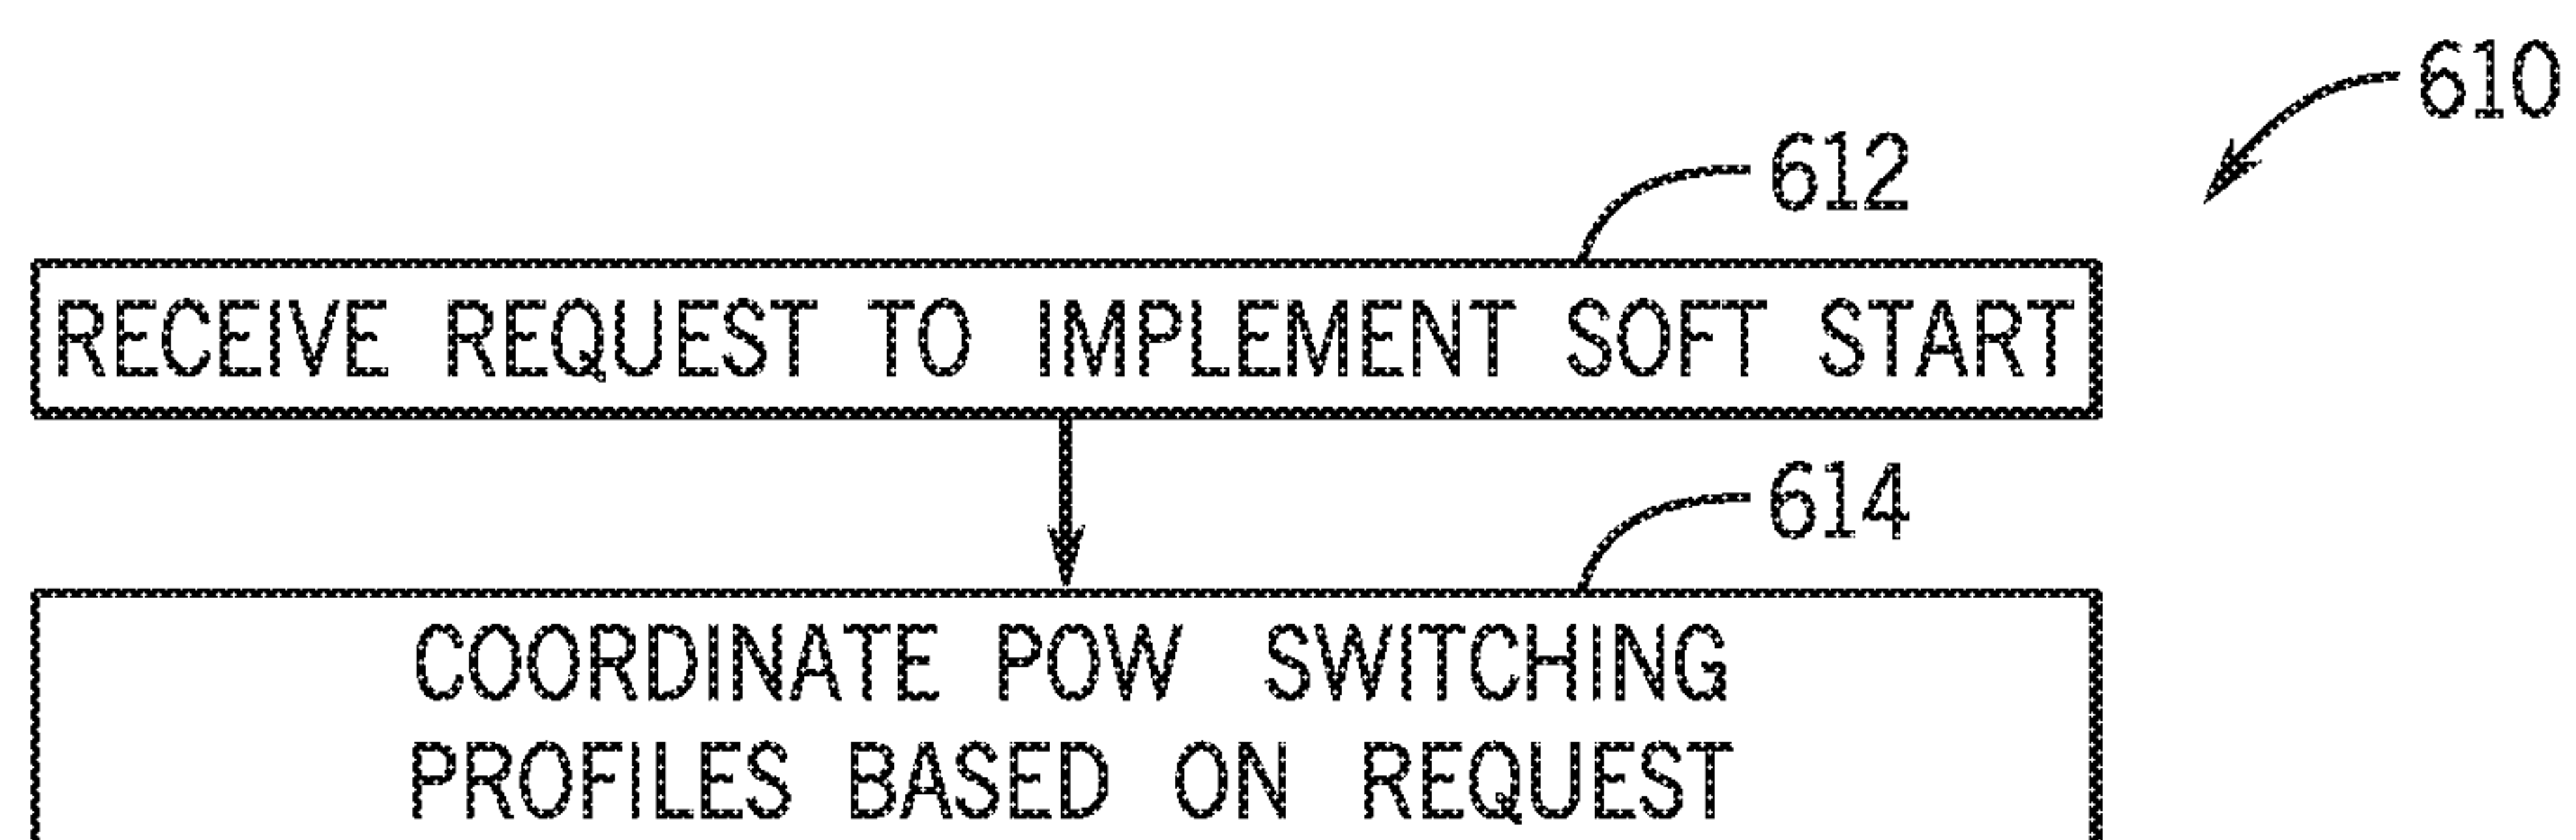 610
612
RECEIVE REQUEST TO IMPLEMENT SOFT START
614
COORDINATE POW SWITCHING
PROFILES BASED ON REQUEST